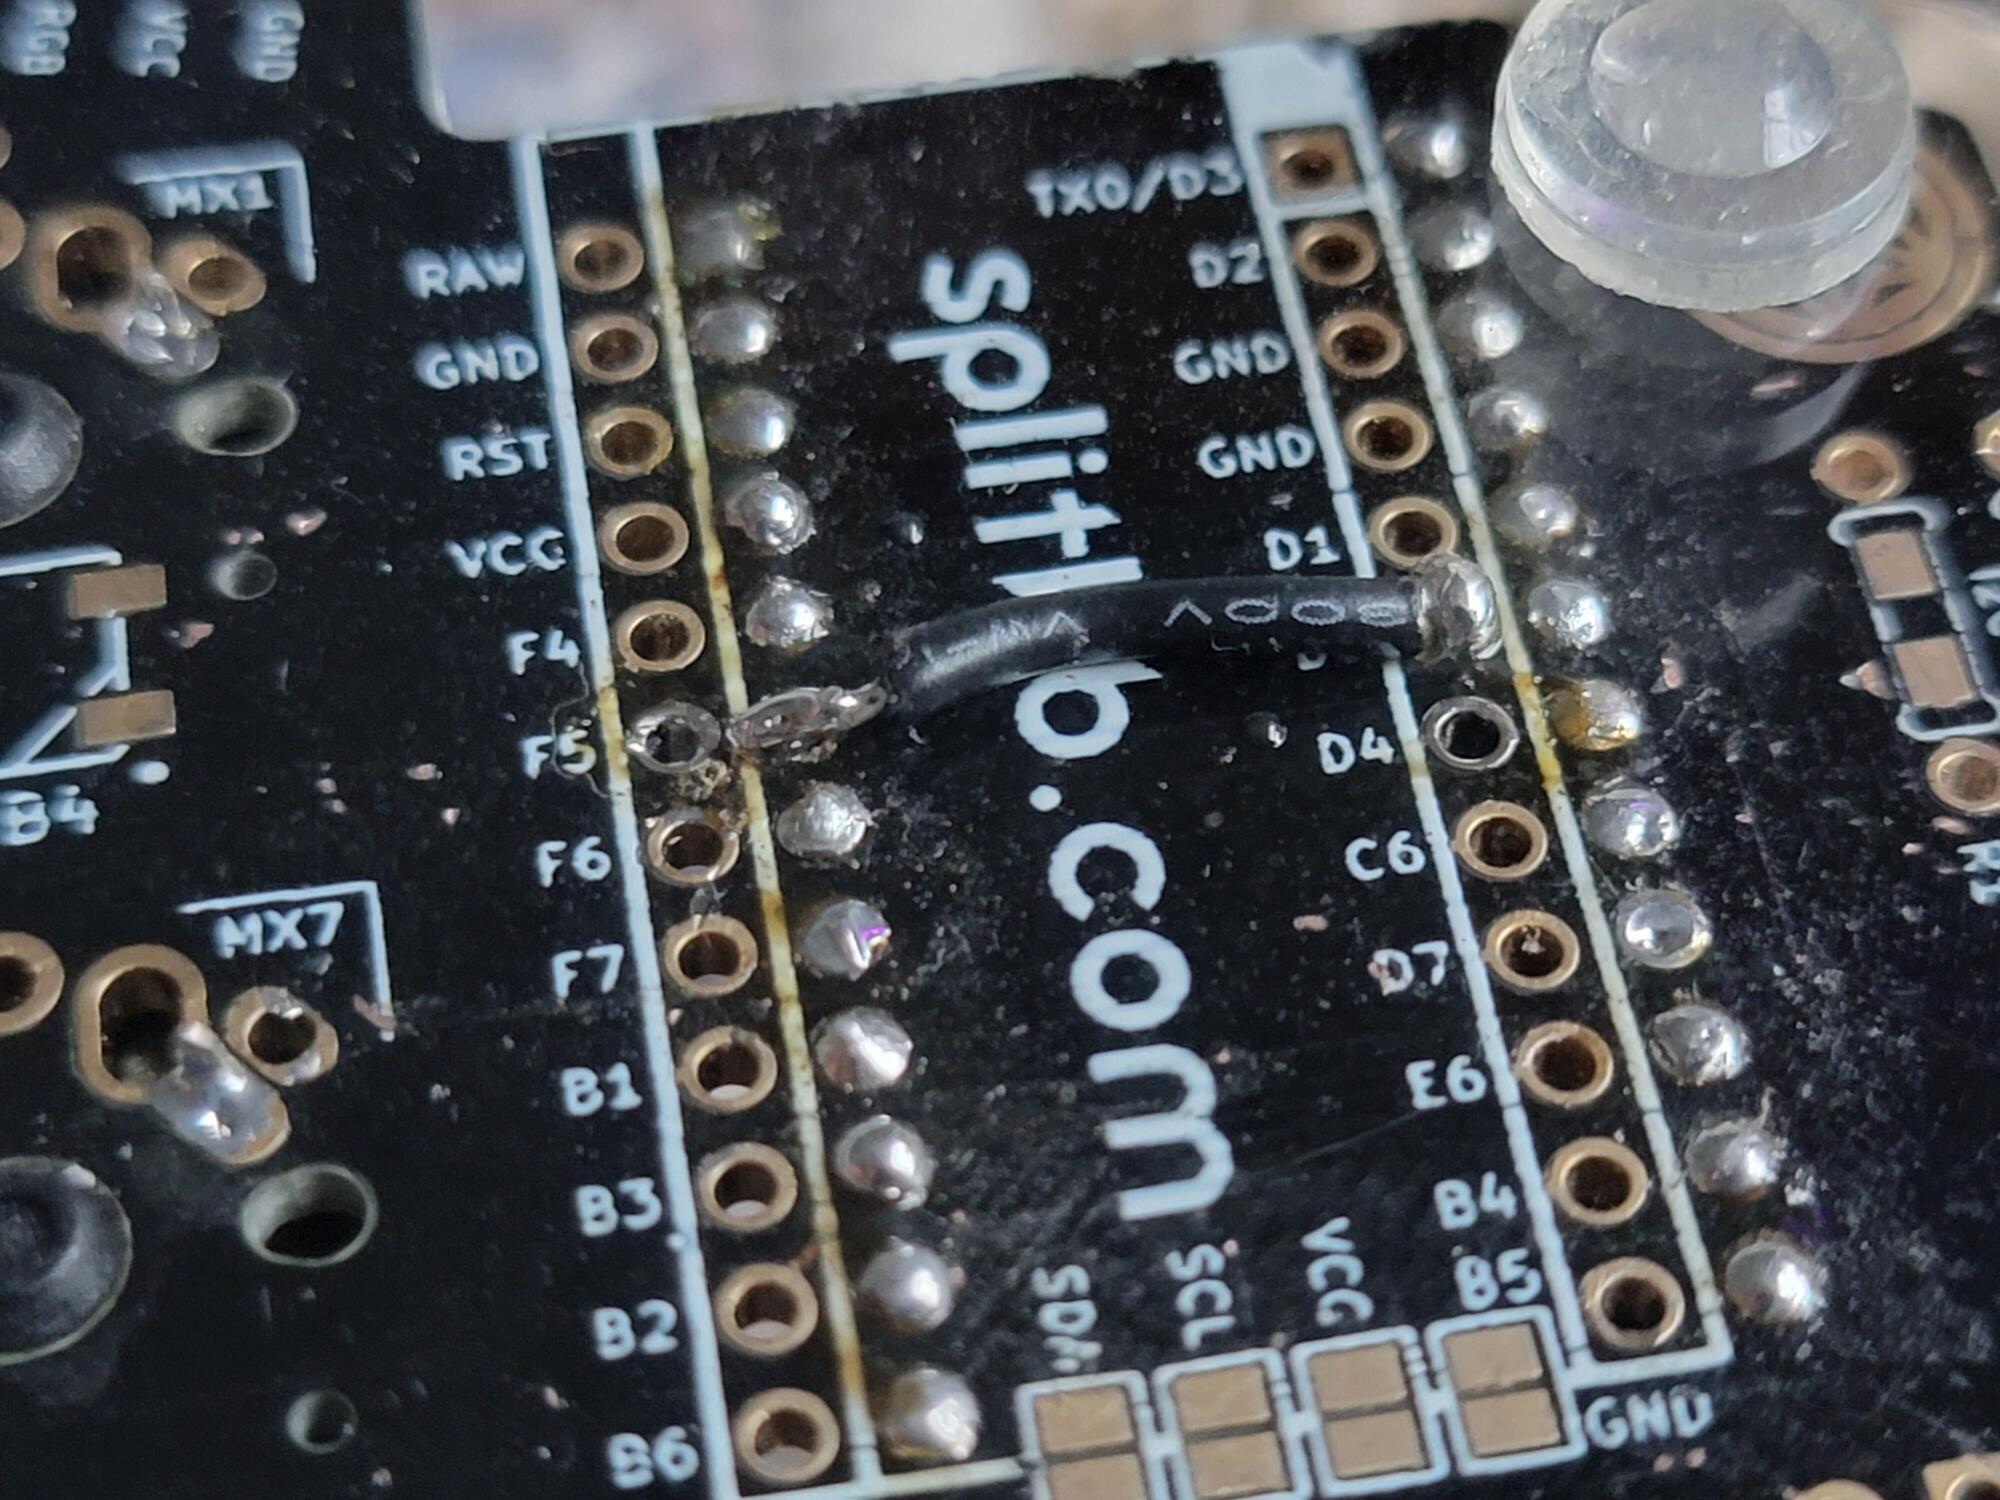 RGB
VCC
GND
MX1
TX0/D3
RAW
D2
GND
GND
RST
GND
VCC
D1
F4
F5
D4
B4
F6
C6
MX7
F7
D7
B1
E6
B3
B4
B2
B5
B6
GND
SDA
SCL
VCC
R1